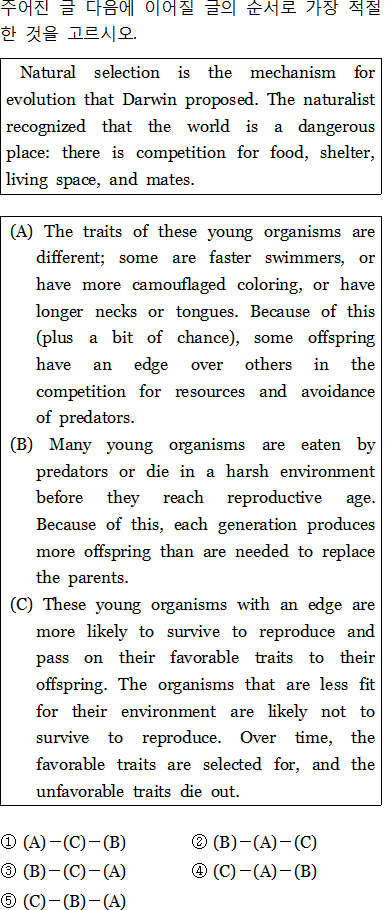 주어진 글 다음에 이어질 글의 순서로 가장 적절
한 것을 고르시오.
Natural selection is the mechanism for
evolution that Darwin proposed. The naturalist
recognized that the world is a dangerous
place: there is competition for food, shelter,
living space, and mates.
(A) The traits of these young organisms are
different; some are faster swimmers, or
have more camouflaged coloring, or have
longer necks or tongues. Because of this
(plus a bit of chance), some offspring
have an edge over others in the
competition for resources and avoidance
of predators.
(B) Many young organisms are eaten by
predators or die in a harsh environment
before they reach reproductive age.
Because of this, each generation produces
more offspring than are needed to replace
the parents.
(C) These young organisms with an edge are
more likely to survive to reproduce and
pass on their favorable traits to their
offspring. The organisms that are less fit
for their environment are likely not to
survive to reproduce. Over time, the
favorable traits are selected for, and the
unfavorable traits die out.
① (A)-(C)-(B) ② (B)-(A)-(C)
③ (B)-(C)-(A) ④ (C)-(A)-(B)
⑤ (C)-(B)-(A)